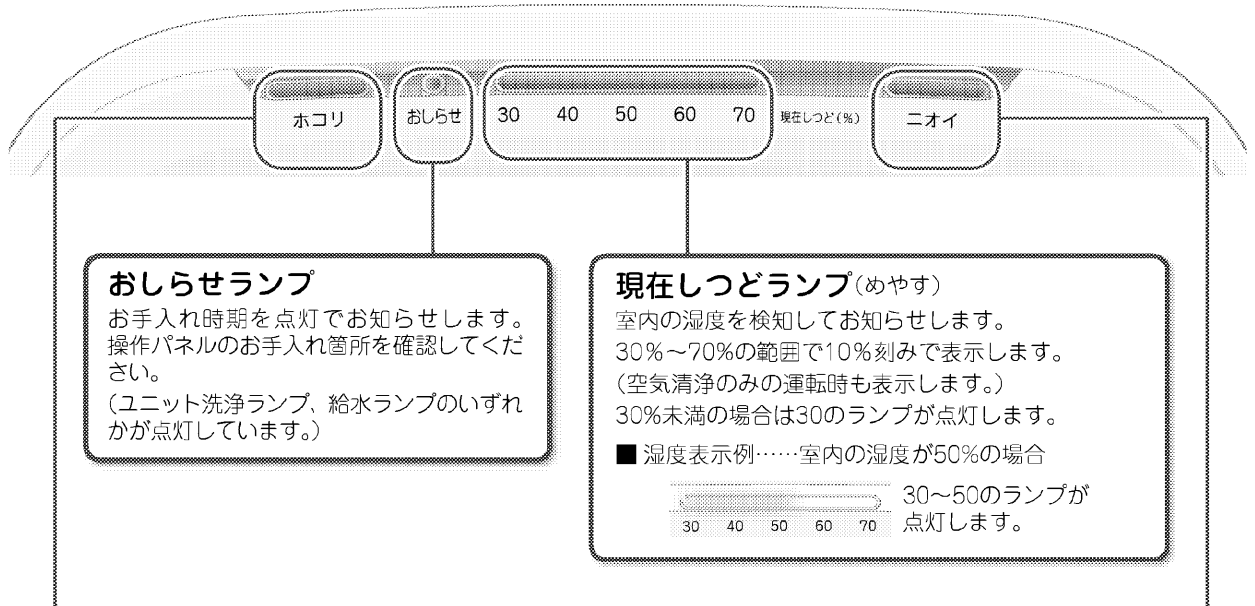 ホコリ
おしらせ
30 40 50 60 70
現在しつど(%)
ニオイ
おしらせランプ
お手入れ時期を点灯でお知らせします。
操作パネルのお手入れ箇所を確認してくだ
さい。
(ユニット洗浄ランプ、給水ランプのいずれ
かが点灯しています。)
現在しつどランプ(めやす)
室内の湿度を検知してお知らせします。
30%〜70%の範囲で10%刻みで表示します。
(空気清浄のみの運転時も表示します。)
30%未満の場合は30のランプが点灯します。
■ 湿度表示例……室内の湿度が50%の場合
30 40 50 60 70
30〜50のランプが
点灯します。